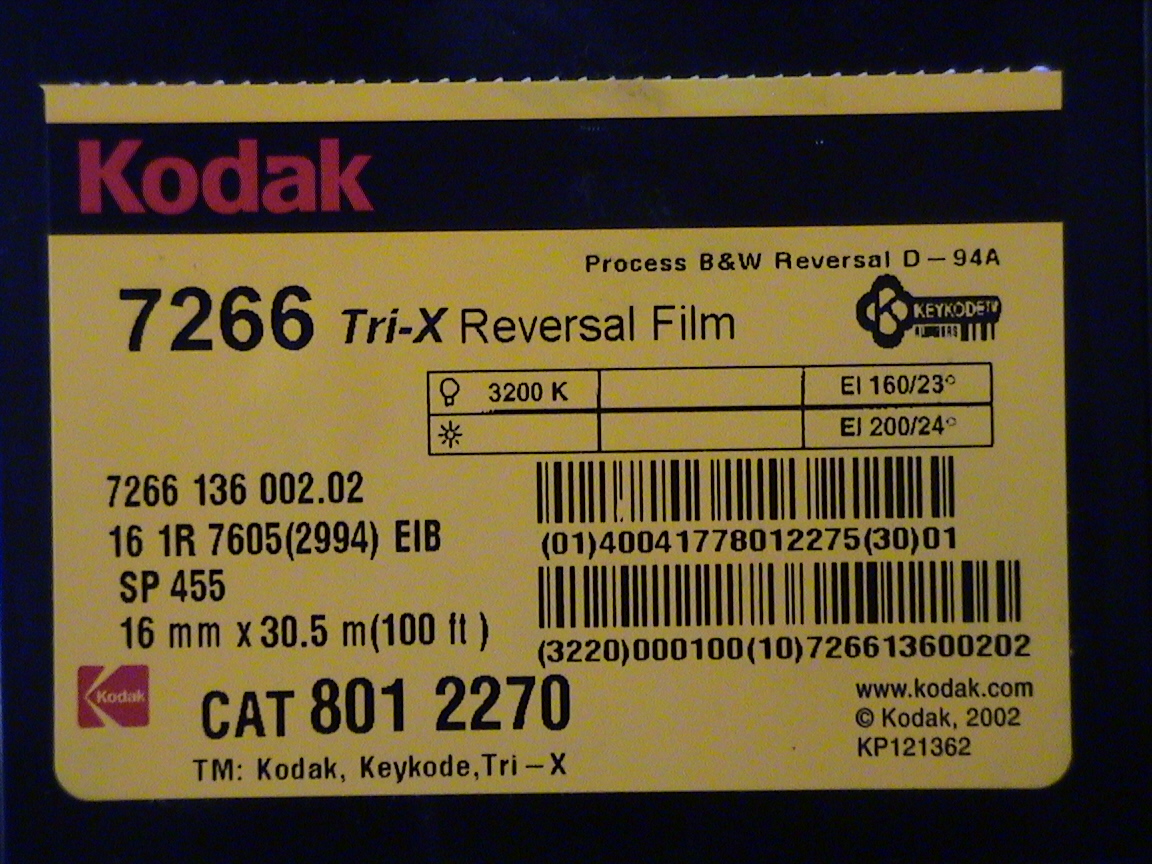 Kodak
Process B&W Reversal D-94A
7266 Tri-X Reversal Film
KEYKODE™
NUMBERS
3200 K EI 160/23°
EI 200/24°
7266 136 002.02
16 1R 7605(2994) EIB
SP 455
16 mm x 30.5 m(100 ft )
(01)40041778012275(30)01
(3220)000100(10)726613600202
Kodak
CAT 801 2270
TM: Kodak, Keykode,Tri-X
www.kodak.com
© Kodak, 2002
KP121362